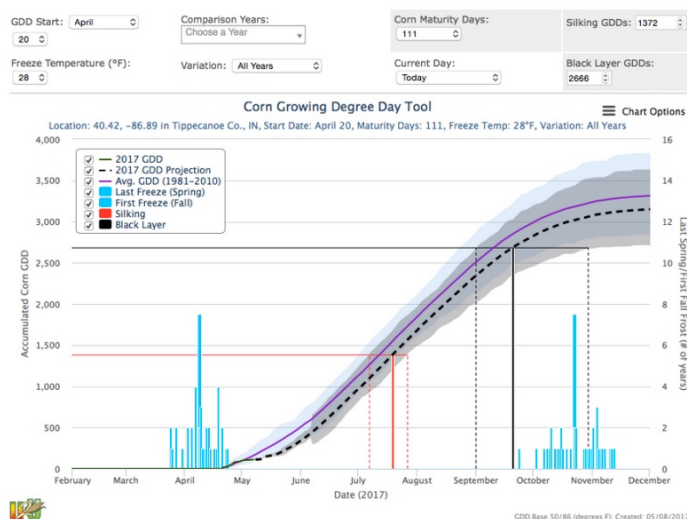 GDD Start: April
20
Comparison Years:
Choose a Year
Corn Maturity Days:
111
Silking GDDs: 1372
Freeze Temperature (°F):
28
Variation: All Years
Current Day:
Today
Black Layer GDDs:
2666
Corn Growing Degree Day Tool
Chart Options
Location: 40.42, -86.89 in Tippecanoe Co., IN, Start Date: April 20, Maturity Days: 111, Freeze Temp: 28°F, Variation: All Years
2017 GDD
2017 GDD Projection
Avg. GDD (1981-2010)
Last Freeze (Spring)
First Freeze (Fall)
Silking
Black Layer
Accumulated Corn GDD
4,000
3,500
3,000
2,500
2,000
1,500
1,000
500
0
16
14
12
10
8
6
4
2
0
Last Spring/First Fall Frost (# of years)
February March April May June July August September October November December
Date (2017)
GDD Base 50/86 (degrees F); Created: 05/08/2017